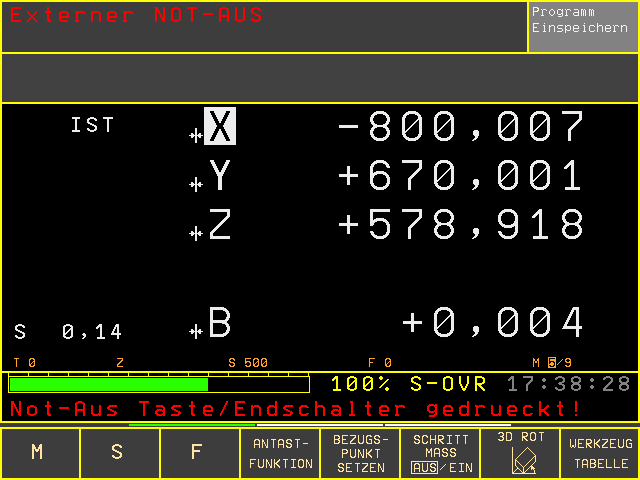 Externer NOT-AUS
Programm
Einspeichern
IST X -800,007
Y +670,001
Z +578,918
S 0,14 B +0,004
T 0 Z S 500 F 0 M 5/9
100% S-OVR 17:38:28
Not-Aus Taste/Endschalter gedrueckt!
M
S
F
ANTAST-
FUNKTION
BEZUGS-
PUNKT
SETZEN
SCHRITT
MASS
AUS/EIN
3D ROT
WERKZEUG
TABELLE